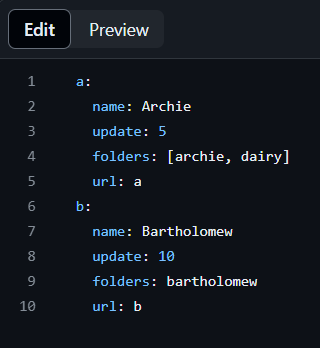 Edit Preview
1 a:
2 name: Archie
3 update: 5
4 folders: [archie, dairy]
5 url: a
6 b:
7 name: Bartholomew
8 update: 10
9 folders: bartholomew
10 url: b